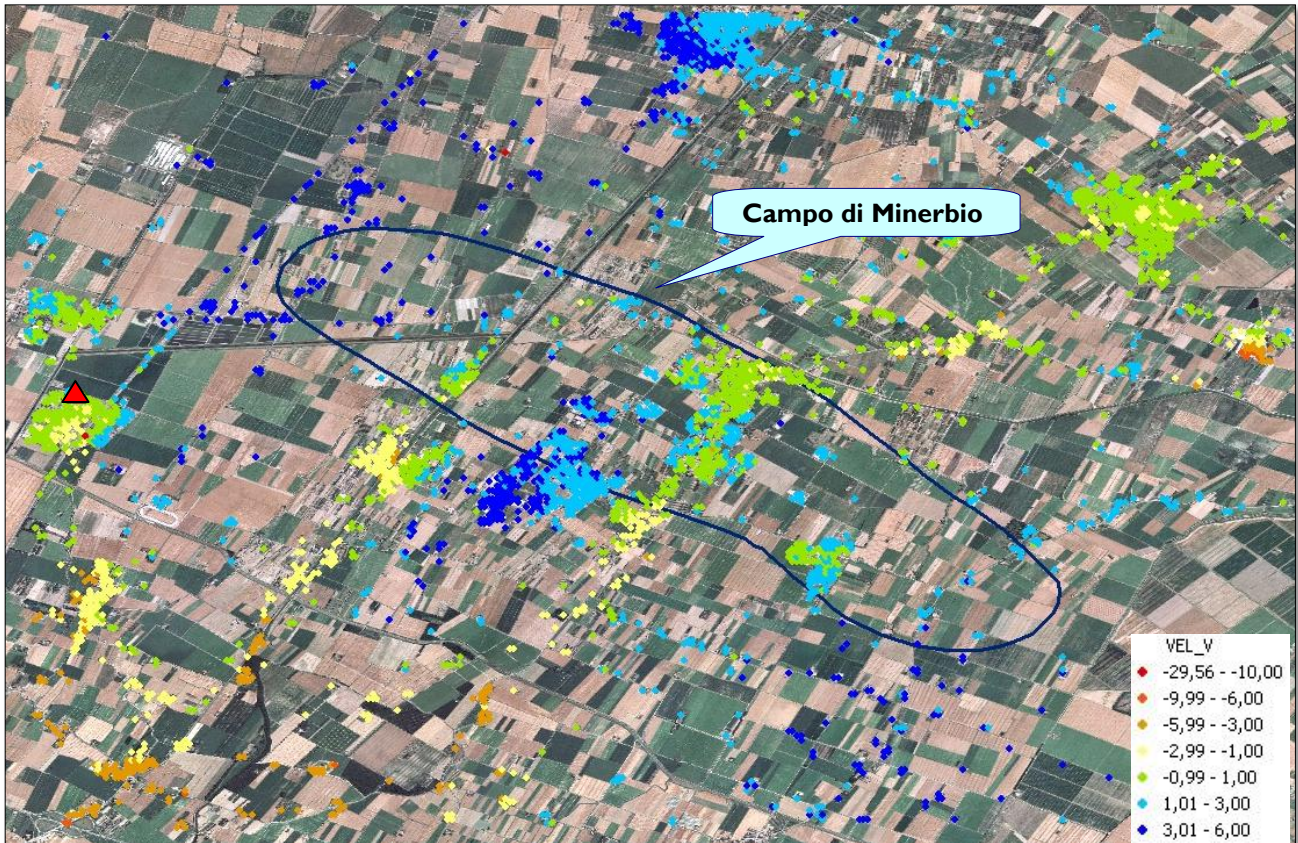 Campo di Minerbio
VEL_V
-29,56 - -10,00
-9,99 - -6,00
-5,99 - -3,00
-2,99 - -1,00
-0,99 - 1,00
1,01 - 3,00
3,01 - 6,00